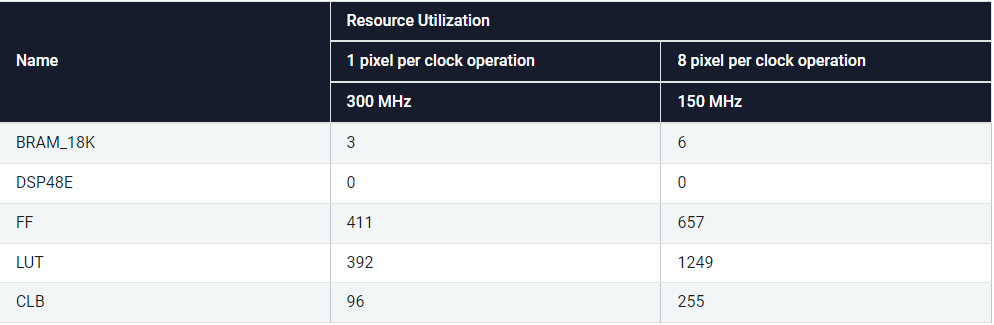 Name
Resource Utilization
1 pixel per clock operation 8 pixel per clock operation
300 MHz 150 MHz
BRAM_18K 3 6
DSP48E 0 0
FF 411 657
LUT 392 1249
CLB 96 255